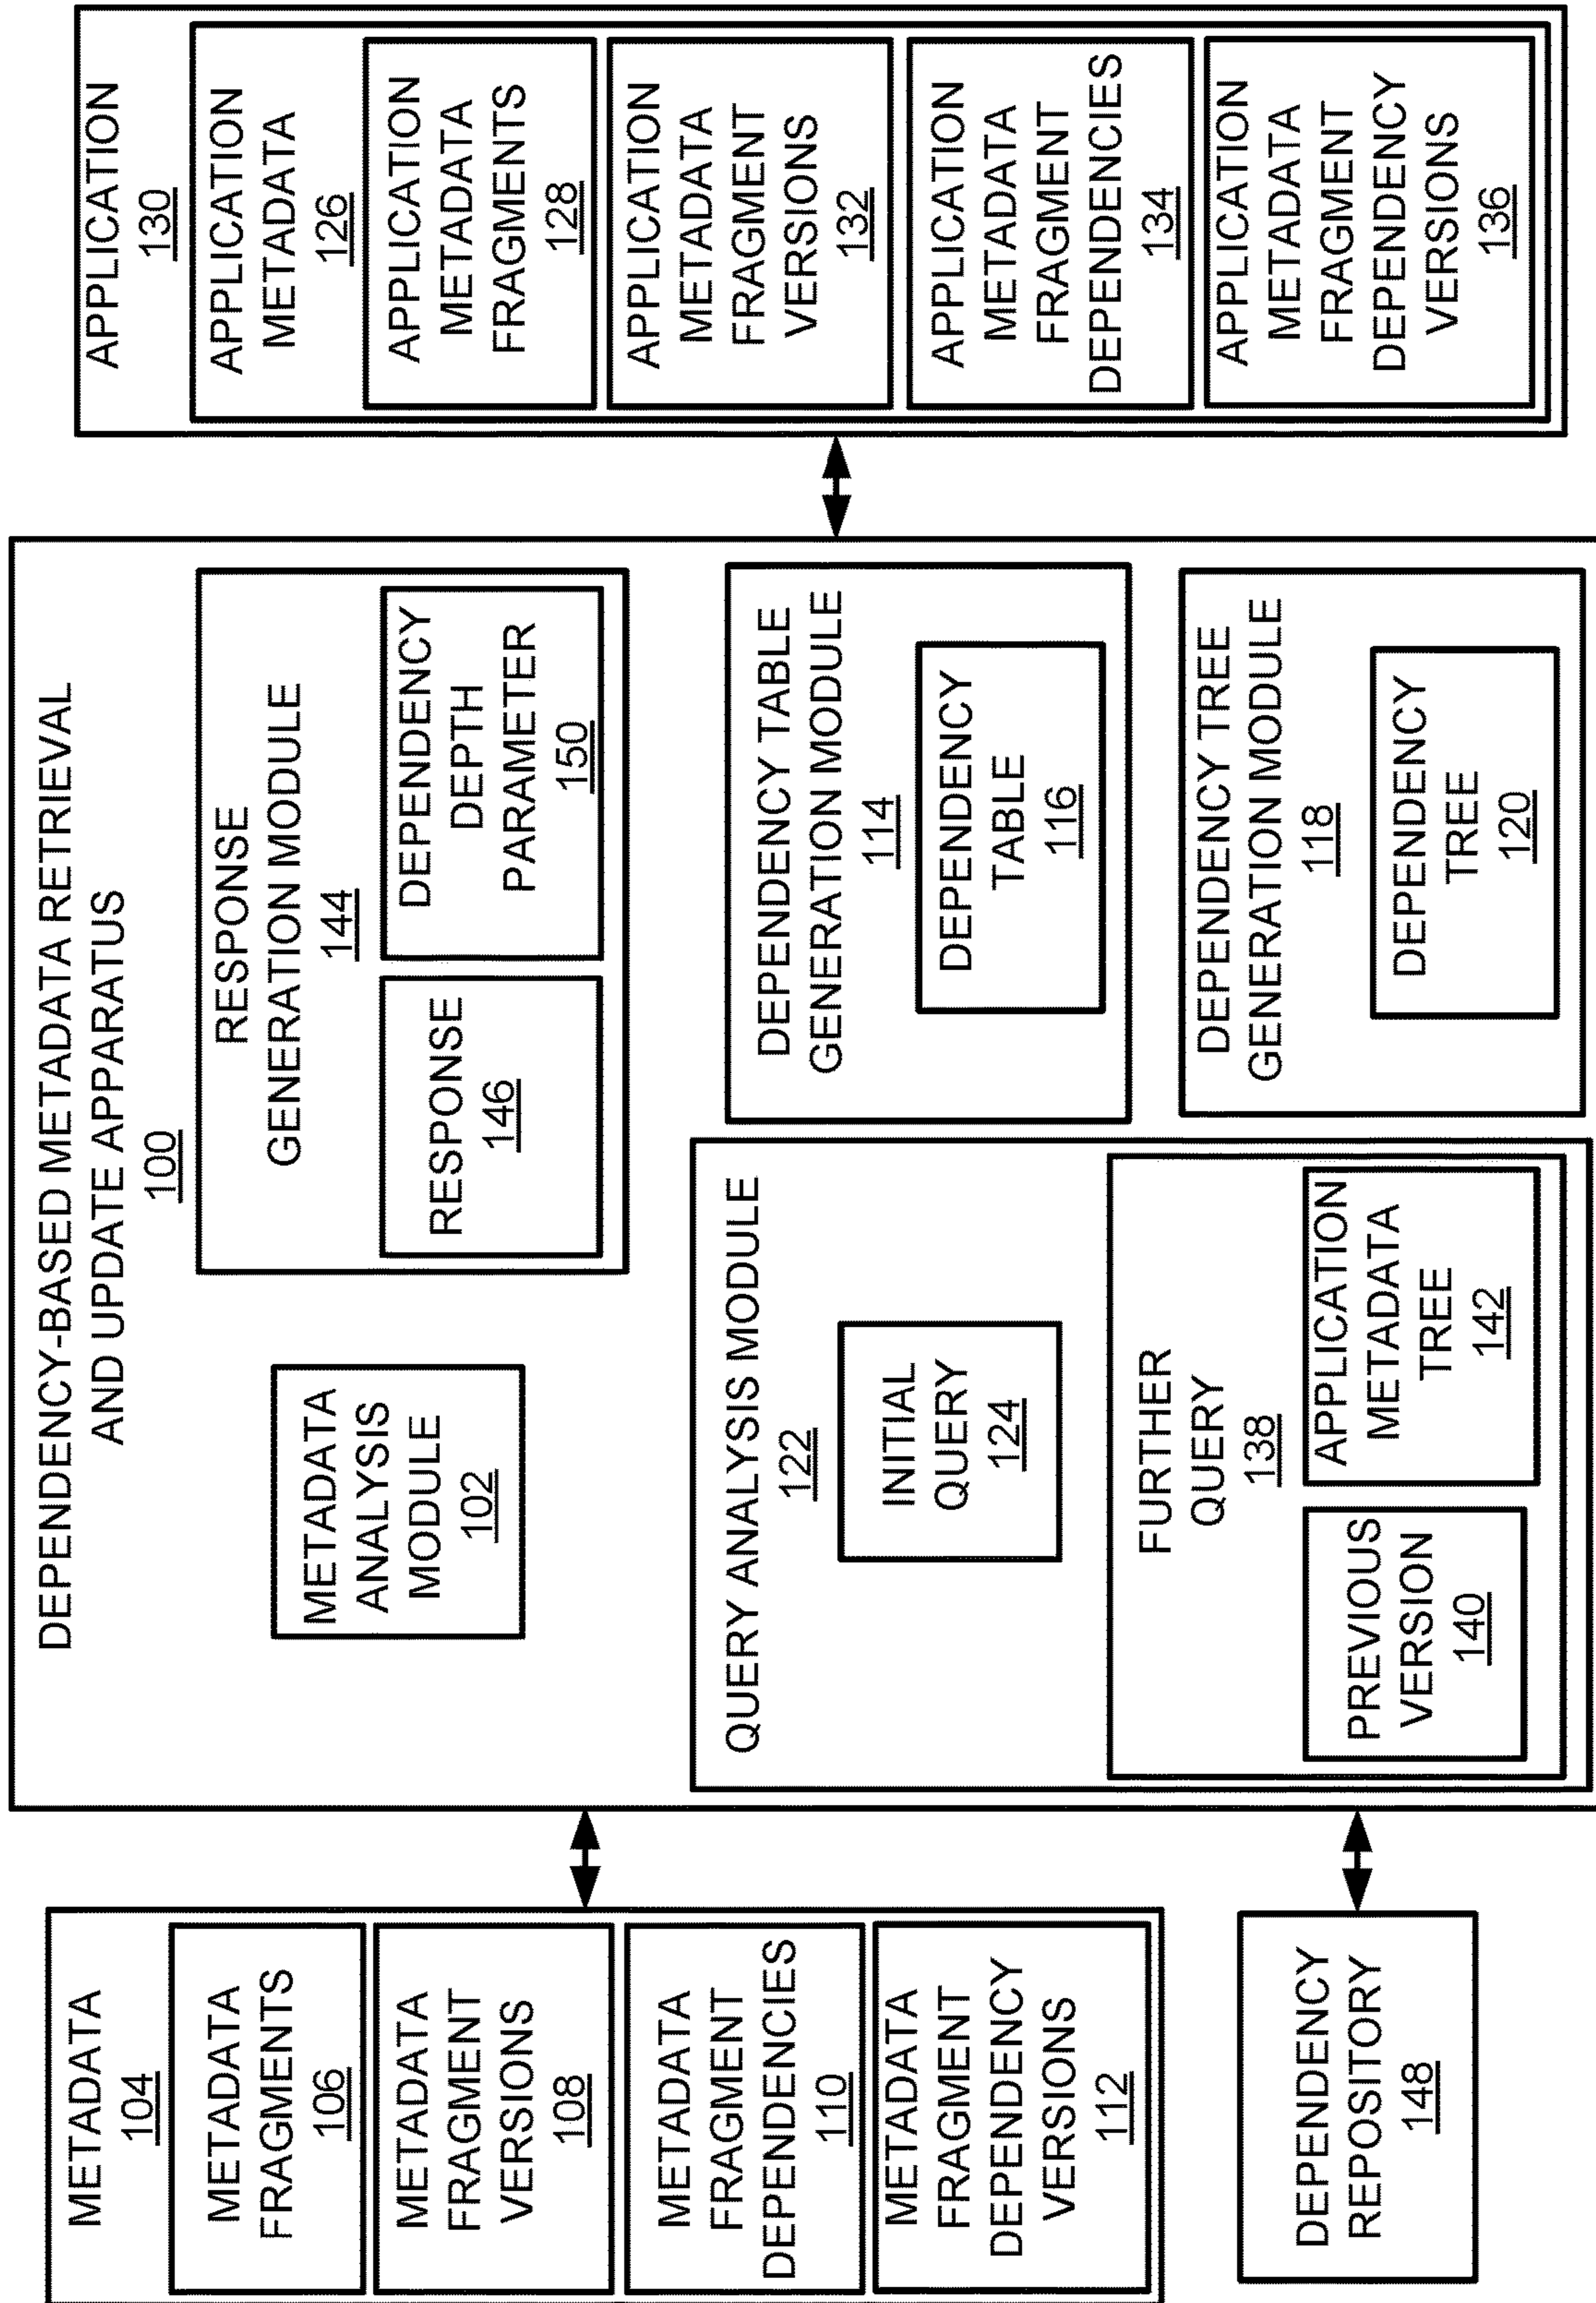 DEPENDENCY-BASED METADATA RETRIEVAL
AND UPDATE APPARATUS
100
METADATA
104
METADATA
FRAGMENTS
106
METADATA
FRAGMENT
VERSIONS
108
METADATA
FRAGMENT
DEPENDENCIES
110
METADATA
FRAGMENT
DEPENDENCY
VERSIONS
112
DEPENDENCY
REPOSITORY
148
METADATA
ANALYSIS
MODULE
102
RESPONSE
GENERATION MODULE
144
RESPONSE
146
DEPENDENCY
DEPTH
PARAMETER
150
QUERY ANALYSIS MODULE
122
INITIAL
QUERY
124
FURTHER
QUERY
138
PREVIOUS
VERSION
140
APPLICATION
METADATA
TREE
142
DEPENDENCY TABLE
GENERATION MODULE
114
DEPENDENCY
TABLE
116
DEPENDENCY TREE
GENERATION MODULE
118
DEPENDENCY
TREE
120
APPLICATION
130
APPLICATION
METADATA
126
APPLICATION
METADATA
FRAGMENTS
128
APPLICATION
METADATA
FRAGMENT
VERSIONS
132
APPLICATION
METADATA
FRAGMENT
DEPENDENCIES
134
APPLICATION
METADATA
FRAGMENT
DEPENDENCY
VERSIONS
136